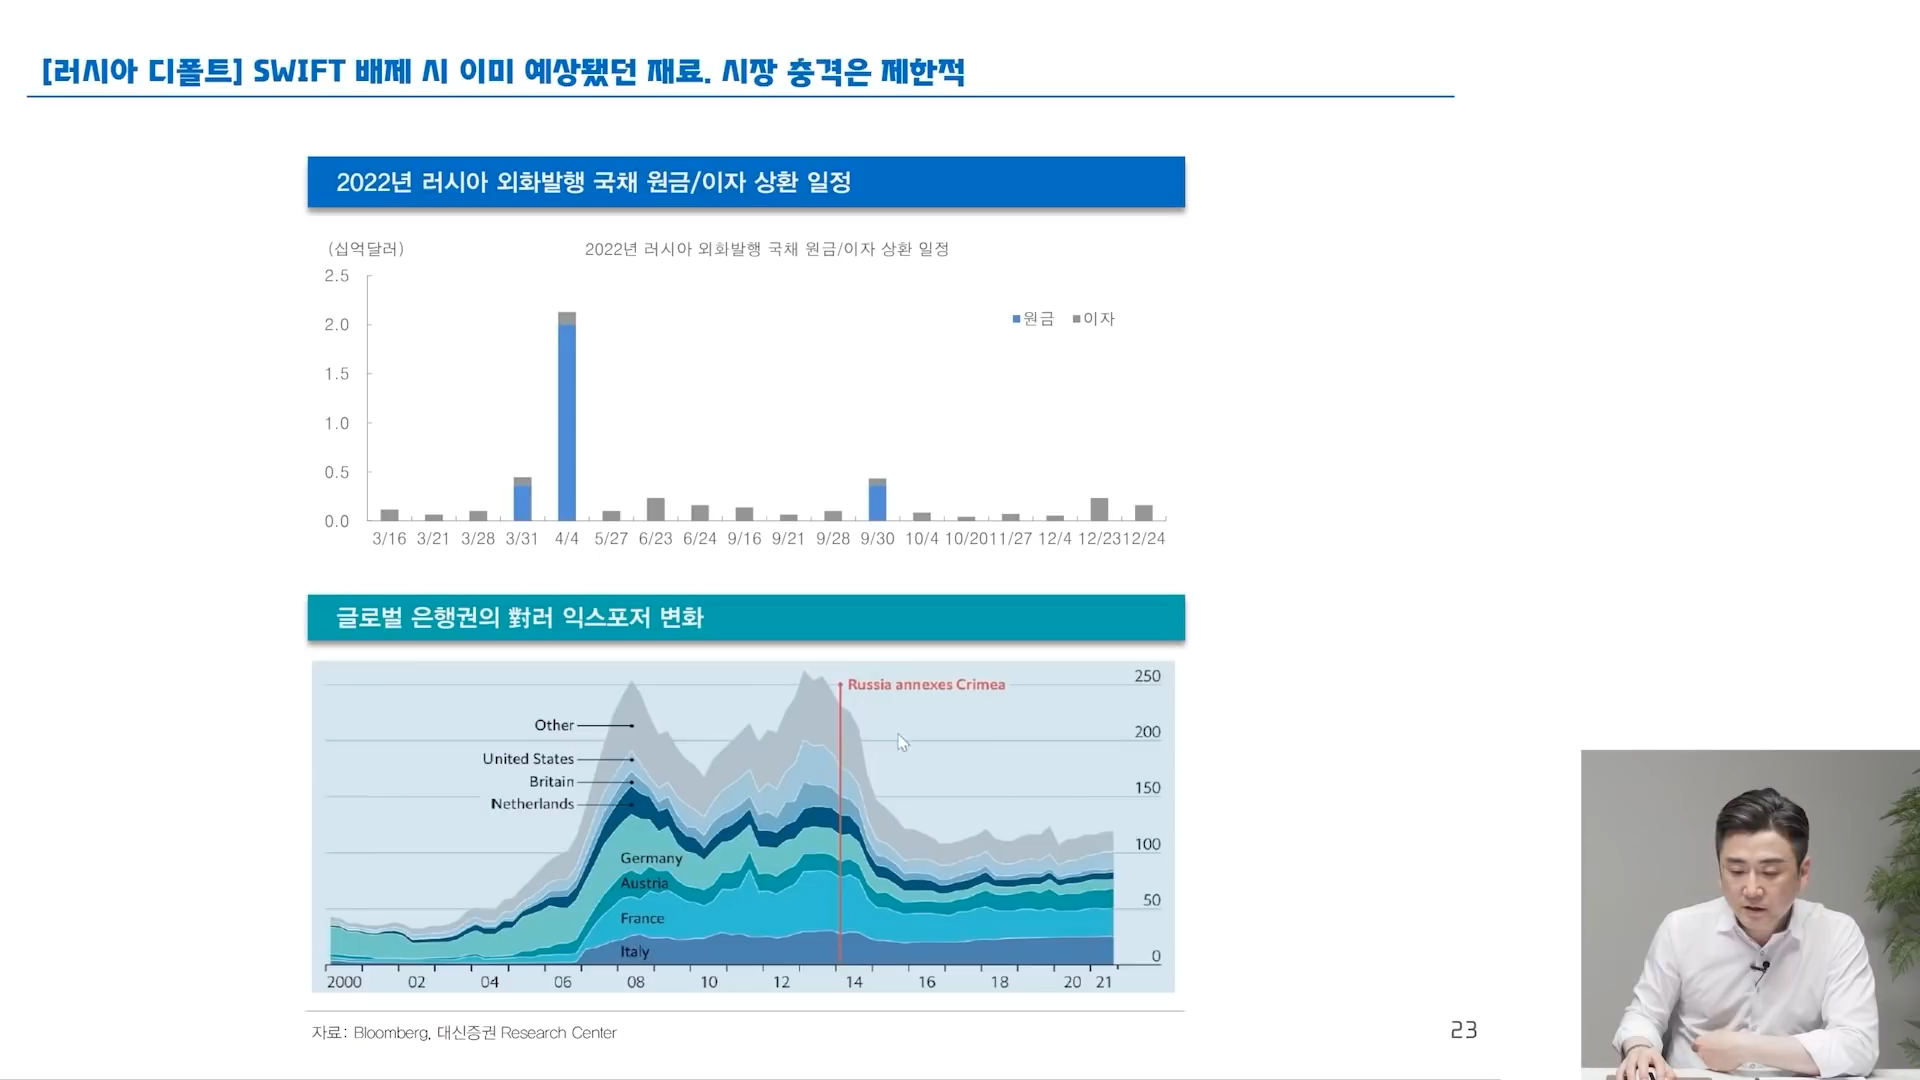 [러시아 디폴트] SWIFT 배제 시 이미 예상됐던 재료. 시장 충격은 제한적
2022년 러시아 외화발행 국채 원금/이자 상환 일정
(십억달러)
2022년 러시아 외화발행 국채 원금/이자 상환 일정
2.5
2.0
1.5
1.0
0.5
0.0
원금 이자
3/16 3/21 3/28 3/31 4/4 5/27 6/23 6/24 9/16 9/21 9/28 9/30 10/4 10/20 11/27 12/4 12/23 12/24
글로벌 은행권의 對러 익스포저 변화
Russia annexes Crimea
250
200
150
100
50
0
Other
United States
Britain
Netherlands
Germany
Austria
France
Italy
2000 02 04 06 08 10 12 14 16 18 20 21
자료: Bloomberg, 대신증권 Research Center
23